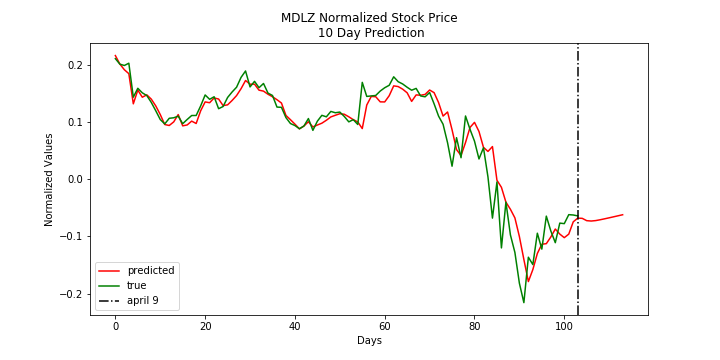 MDLZ Normalized Stock Price
10 Day Prediction
Normalized Values
0.2
0.1
0.0
−0.1
−0.2
predicted
true
april 9
0
20
40
60
80
100
Days